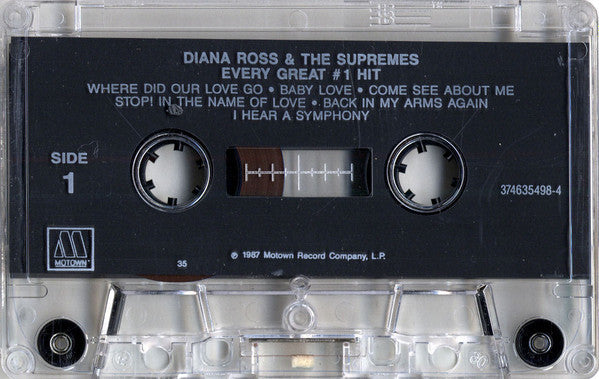 DIANA ROSS & THE SUPREMES
EVERY GREAT #1 HIT
WHERE DID OUR LOVE GO • BABY LOVE • COME SEE ABOUT ME
STOP! IN THE NAME OF LOVE • BACK IN MY ARMS AGAIN
I HEAR A SYMPHONY
SIDE
1
374635498-4
MOTOWN
35
℗ 1987 Motown Record Company, L.P.